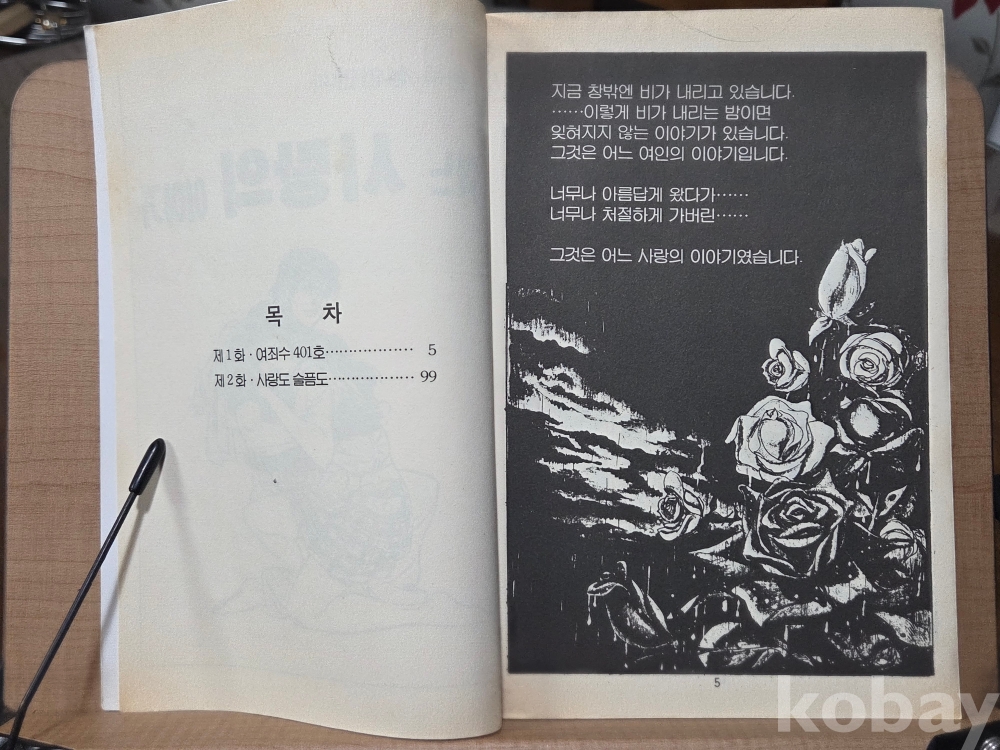 목 차
제1화·여죄수 401호·················· 5
제2화·사랑도 슬픔도·················· 99
지금 창밖엔 비가 내리고 있습니다.
……이렇게 비가 내리는 밤이면
잊혀지지 않는 이야기가 있습니다.
그것은 어느 여인의 이야기입니다.
너무나 아름답게 왔다가……
너무나 처절하게 가버린……
그것은 어느 사랑의 이야기였습니다.
5
kobay